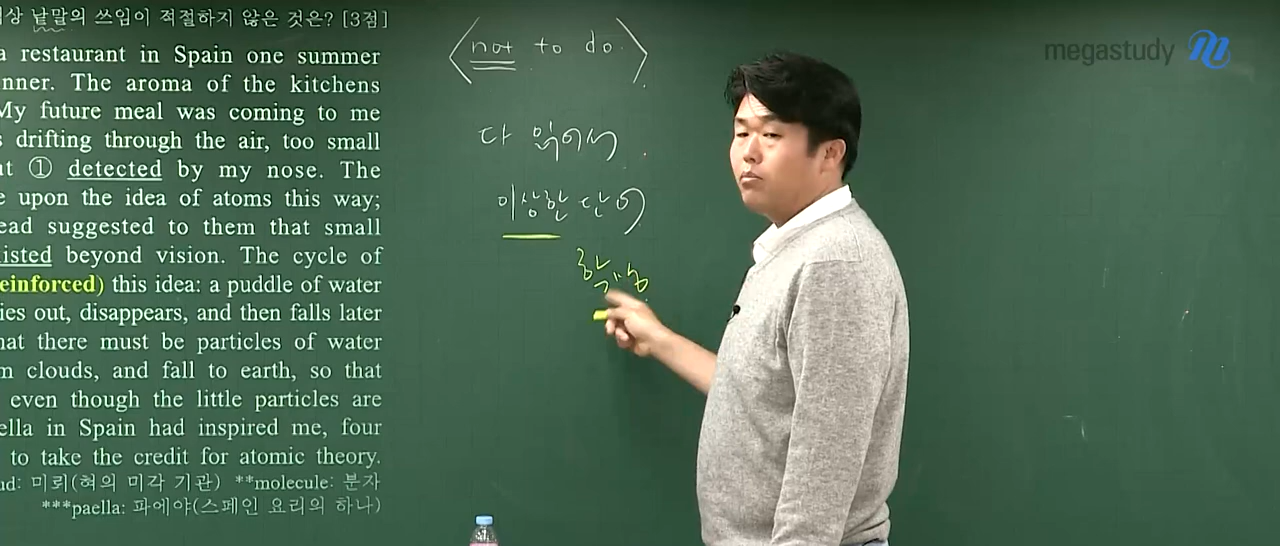 상 낱말의 쓰임이 적절하지 않은 것은? [3점]
a restaurant in Spain one summer
nner. The aroma of the kitchens
My future meal was coming to me
s drifting through the air, too small
① detected by my nose. The
e upon the idea of atoms this way;
ead suggested to them that small
isted beyond vision. The cycle of
einforced) this idea: a puddle of water
ies out, disappears, and then falls later
hat there must be particles of water
m clouds, and fall to earth, so that
even though the little particles are
ella in Spain had inspired me, four
to take the credit for atomic theory.
ud: 미뢰(혀의 미각 기관) **molecule: 분자
***paella: 파에야(스페인 요리의 하나)
<not to do.>
다 읽어서
이상한 단어
megastudy